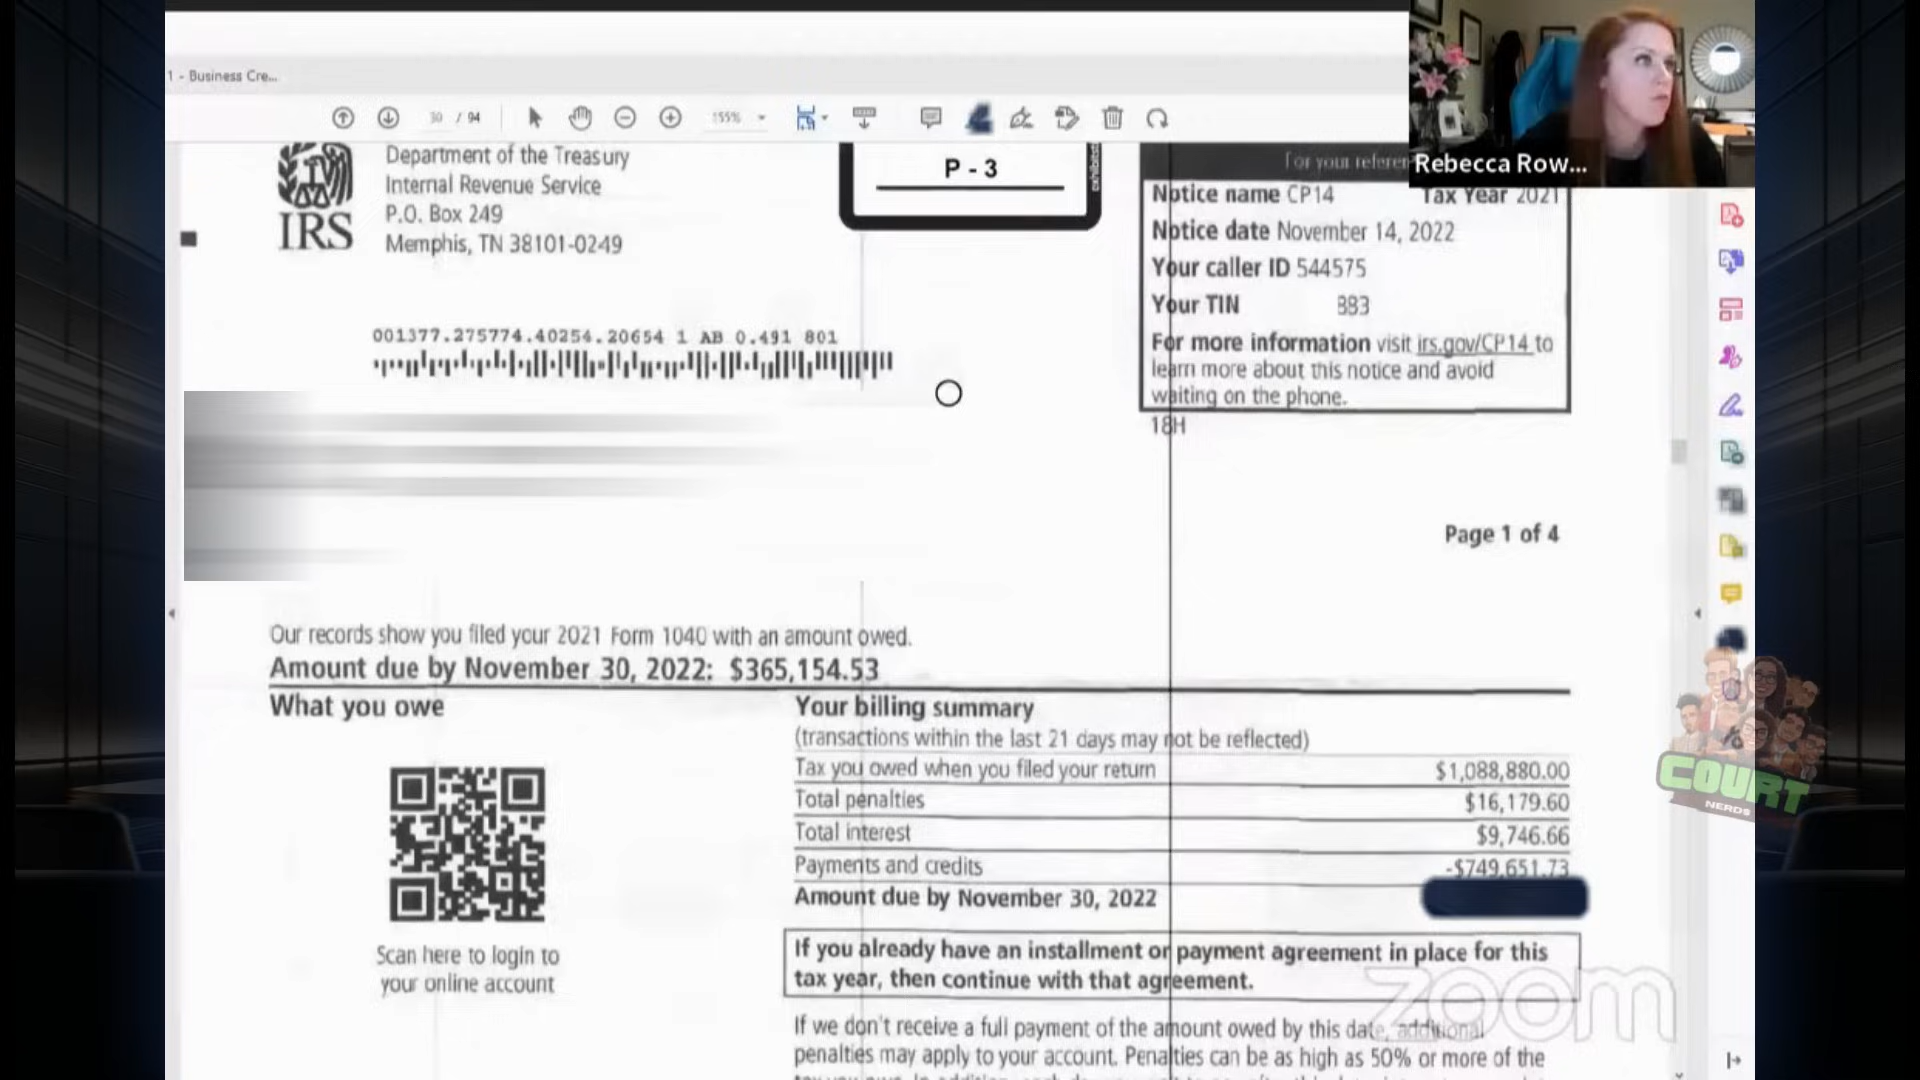 1 - Business Cre...
30 / 94
155%
Rebecca Row...
Department of the Treasury
Internal Revenue Service
P.O. Box 249
Memphis, TN 38101-0249
IRS
P - 3
For your referen
Notice name CP14 Tax Year 2021
Notice date November 14, 2022
Your caller ID 544575
Your TIN 883
For more information visit irs.gov/CP14 to
learn more about this notice and avoid
waiting on the phone.
18H
001377.275774.40254.20654 1 AB 0.491 801
Page 1 of 4
Our records show you filed your 2021 Form 1040 with an amount owed.
Amount due by November 30, 2022: $365,154.53
What you owe
Scan here to login to
your online account
Your billing summary
(transactions within the last 21 days may not be reflected)
Tax you owed when you filed your return $1,088,880.00
Total penalties $16,179.60
Total interest $9,746.66
Payments and credits -$749,651.73
Amount due by November 30, 2022
If you already have an installment or payment agreement in place for this
tax year, then continue with that agreement.
If we don't receive a full payment of the amount owed by this date, additional
penalties may apply to your account. Penalties can be as high as 50% or more of the
COURT
NERDS
zoom